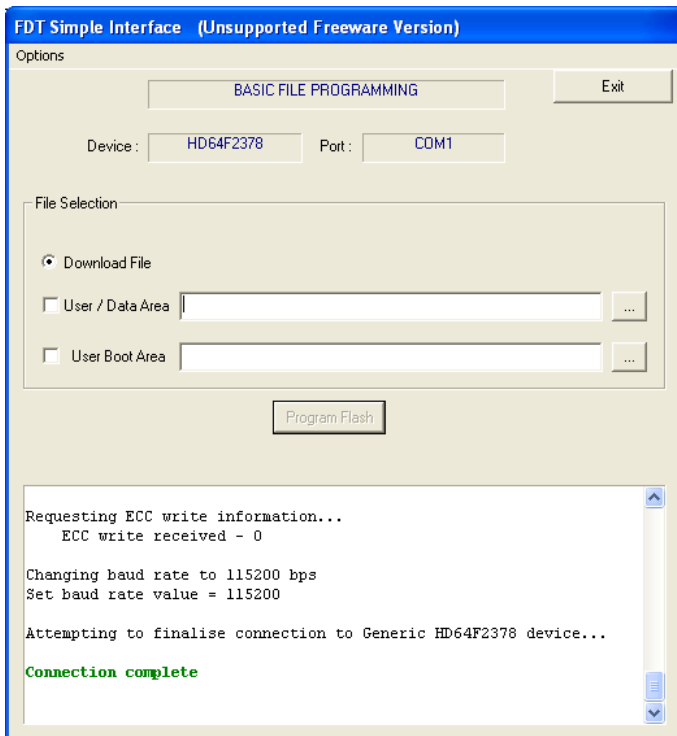 FDT Simple Interface   (Unsupported Freeware Version)
Options
BASIC FILE PROGRAMMING
Exit
Device : HD64F2378 Port : COM1
File Selection
Download File
User / Data Area ...
User Boot Area ...
Program Flash
Requesting ECC write information...
ECC write received - 0
Changing baud rate to 115200 bps
Set baud rate value = 115200
Attempting to finalise connection to Generic HD64F2378 device...
Connection complete